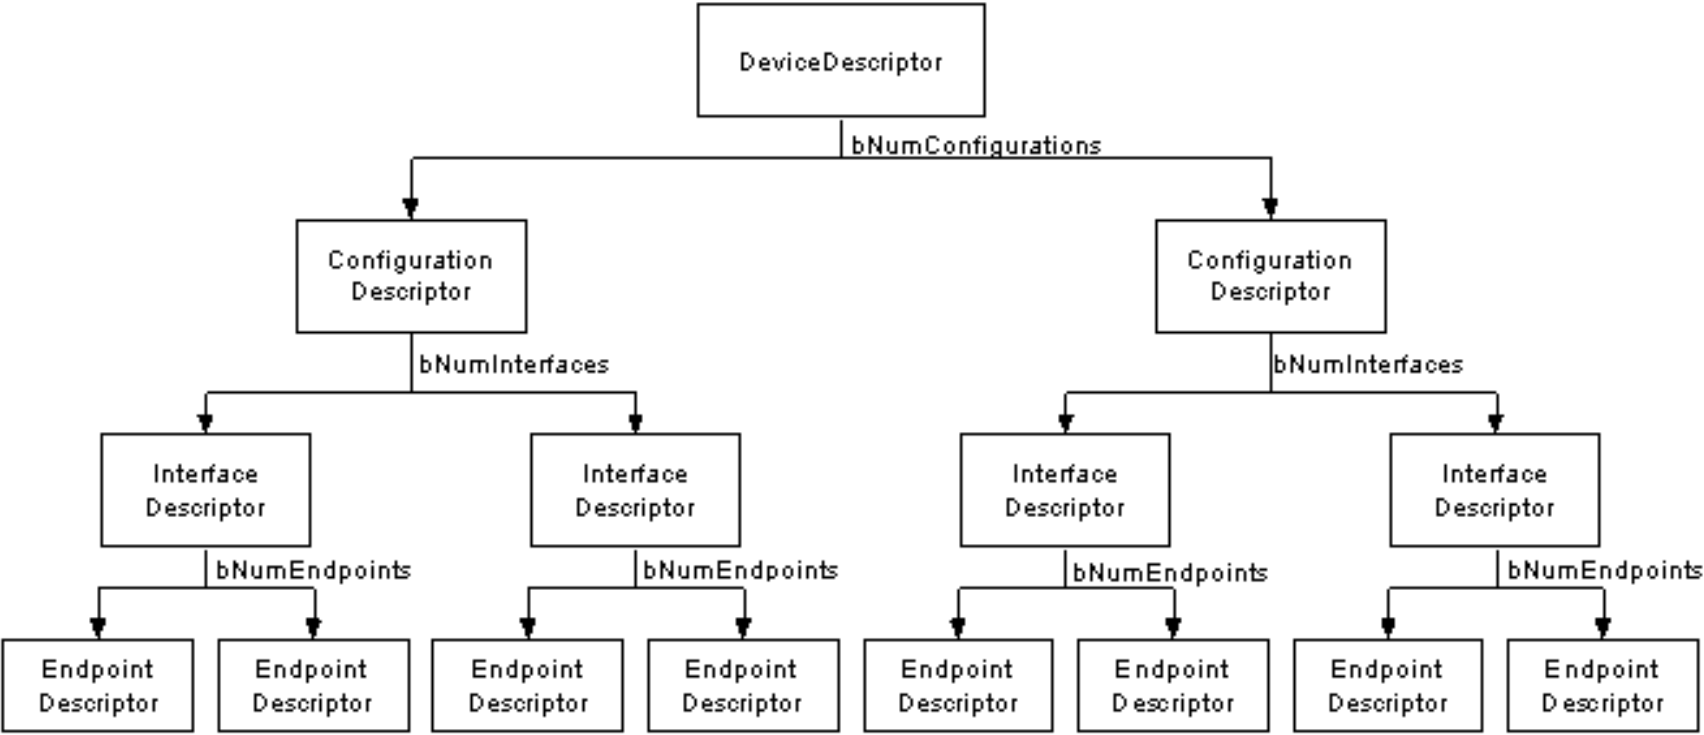 DeviceDescriptor
bNumConfigurations
Configuration
Descriptor
Configuration
Descriptor
bNumInterfaces
bNumInterfaces
Interface
Descriptor
Interface
Descriptor
Interface
Descriptor
Interface
Descriptor
bNumEndpoints
bNumEndpoints
bNumEndpoints
bNumEndpoints
Endpoint
Descriptor
Endpoint
Descriptor
Endpoint
Descriptor
Endpoint
Descriptor
Endpoint
Descriptor
Endpoint
Descriptor
Endpoint
Descriptor
Endpoint
Descriptor